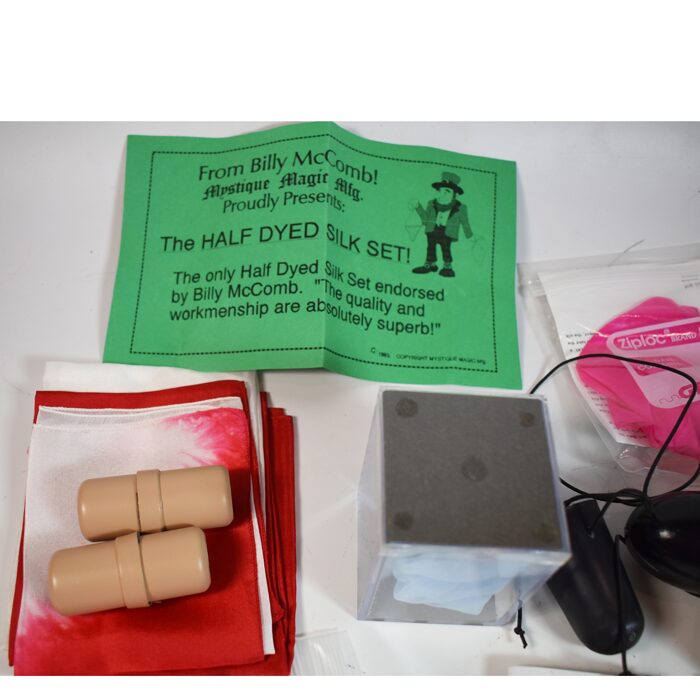 From Billy McComb!
Mystique Magic Mfg.
Proudly Presents:
The HALF DYED SILK SET!
The only Half Dyed Silk Set endorsed
by Billy McComb. "The quality and
workmenship are absolutely superb!"
COPYRIGHT MYSTIQUE MAGIC Mfg.
Ziploc
BRAND